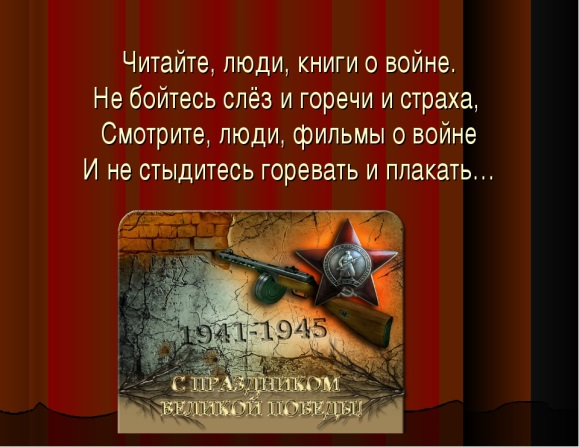 Читайте, люди, книги о войне.
Не бойтесь слёз и горечи и страха,
Смотрите, люди, фильмы о войне
И не стыдитесь горевать и плакать…
1941-1945
С ПРАЗДНИКОМ
ВЕЛИКОЙ ПОБЕДЫ!